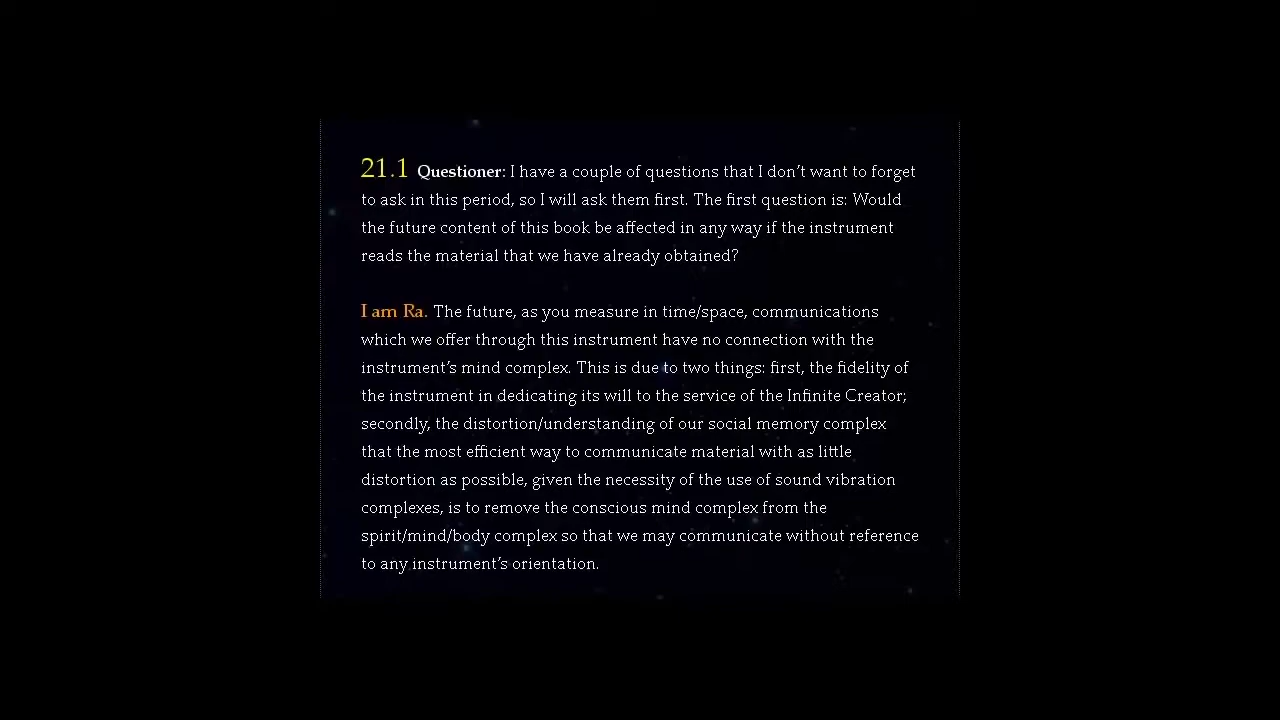 21.1 Questioner: I have a couple of questions that I don’t want to forget
to ask in this period, so I will ask them first. The first question is: Would
the future content of this book be affected in any way if the instrument
reads the material that we have already obtained?
I am Ra. The future, as you measure in time/space, communications
which we offer through this instrument have no connection with the
instrument’s mind complex. This is due to two things: first, the fidelity of
the instrument in dedicating its will to the service of the Infinite Creator;
secondly, the distortion/understanding of our social memory complex
that the most efficient way to communicate material with as little
distortion as possible, given the necessity of the use of sound vibration
complexes, is to remove the conscious mind complex from the
spirit/mind/body complex so that we may communicate without reference
to any instrument’s orientation.